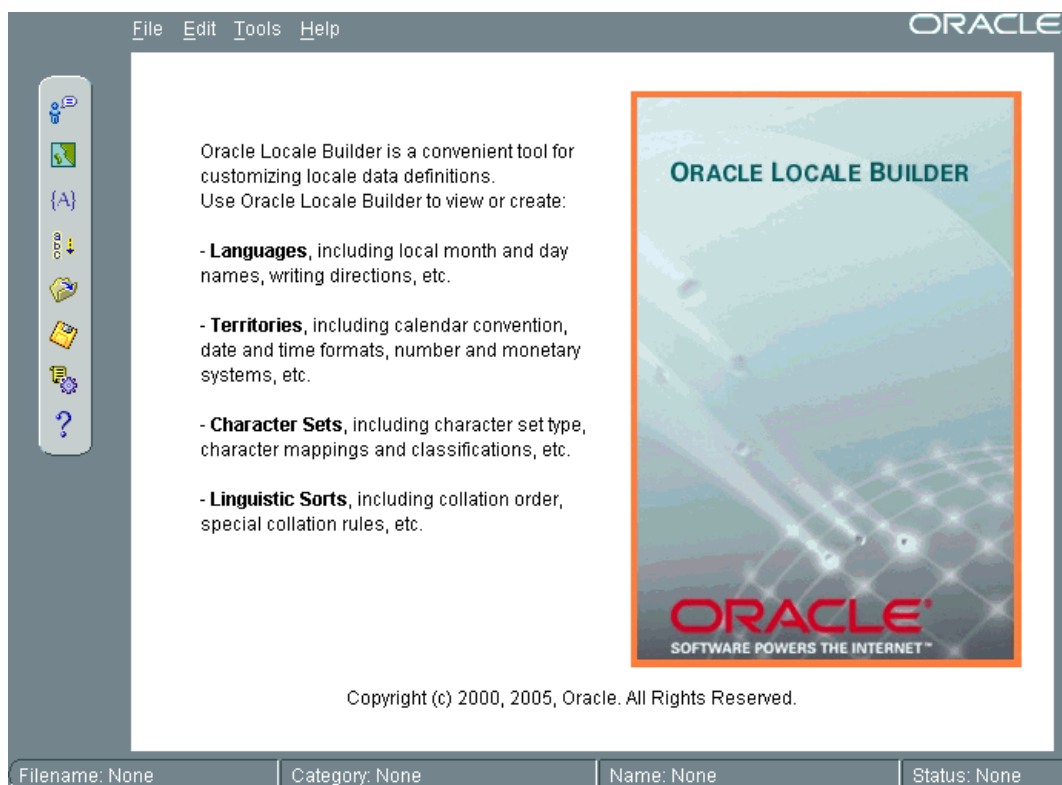 File Edit Tools Help
ORACLE
Oracle Locale Builder is a convenient tool for
customizing locale data definitions.
Use Oracle Locale Builder to view or create:
- Languages, including local month and day
names, writing directions, etc.
- Territories, including calendar convention,
date and time formats, number and monetary
systems, etc.
- Character Sets, including character set type,
character mappings and classifications, etc.
- Linguistic Sorts, including collation order,
special collation rules, etc.
ORACLE LOCALE BUILDER
ORACLE®
SOFTWARE POWERS THE INTERNET™
Copyright (c) 2000, 2005, Oracle. All Rights Reserved.
{A}
a
b
c
?
Filename: None Category: None Name: None Status: None